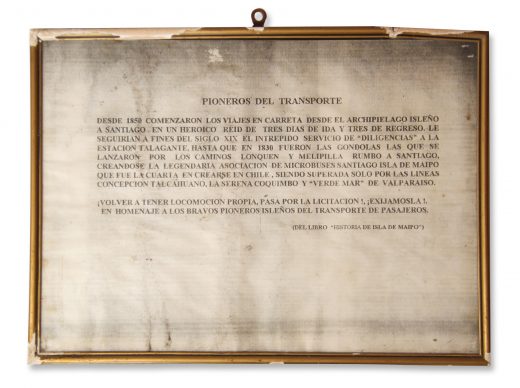 PIONEROS DEL TRANSPORTE
DESDE 1850 COMENZARON LOS VIAJES EN CARRETA DESDE EL ARCHIPIELAGO ISLEÑO
A SANTIAGO. EN UN HEROICO REID DE TRES DIAS DE IDA Y TRES DE REGRESO. LE
SEGUIRIAN A FINES DEL SIGLO XIX EL INTREPIDO SERVICIO DE "DILIGENCIAS" A LA
ESTACION TALAGANTE, HASTA QUE EN 1830 FUERON LAS GONDOLAS LAS QUE SE
LANZARON POR LOS CAMINOS LONQUEN Y MELIPILLA RUMBO A SANTIAGO,
CREANDOSE LA LEGENDARIA ASOCIACION DE MICROBUSES SANTIAGO ISLA DE MAIPO
QUE FUE LA CUARTA EN CREARSE EN CHILE, SIENDO SUPERADA SOLO POR LAS LINEAS
CONCEPCION TALCAHUANO, LA SERENA COQUIMBO Y "VERDE MAR" DE VALPARAISO.
¡VOLVER A TENER LOCOMOCION PROPIA, PASA POR LA LICITACION !, ¡EXIJAMOSLA !.
EN HOMENAJE A LOS BRAVOS PIONEROS ISLEÑOS DEL TRANSPORTE DE PASAJEROS.
(DEL LIBRO "HISTORIA DE ISLA DE MAIPO")